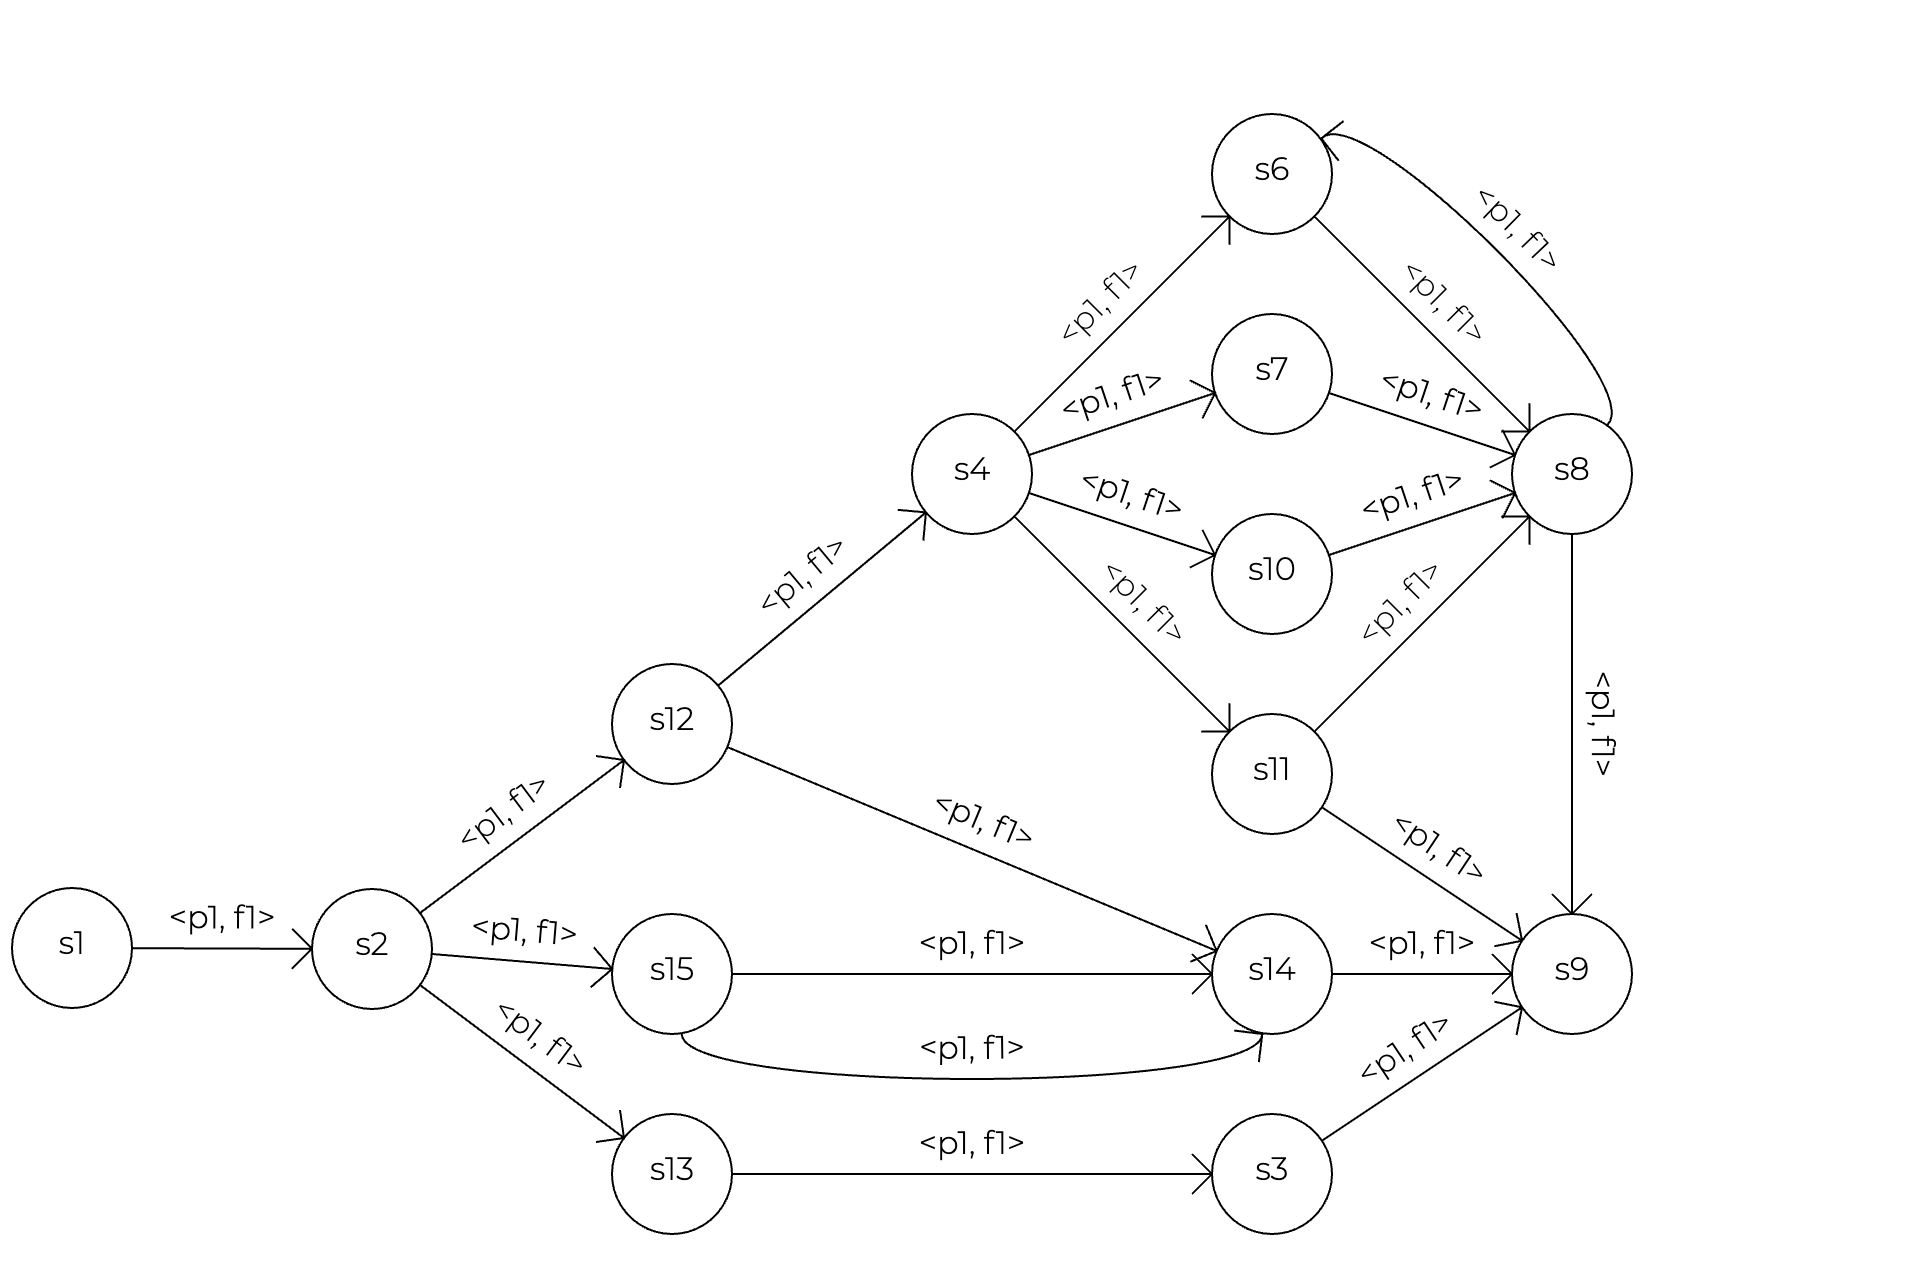 s6
<p1, f1>
<p1, f1>
<p1, f1>
s7
<p1, f1>
<p1, f1>
s4
s8
<p1, f1>
<p1, f1>
s10
<p1, f1>
<p1, f1>
<p1, f1>
s12
<p1, f1>
s11
<p1, f1>
<p1, f1>
<p1, f1>
s1
<p1, f1>
s2
<p1, f1>
s15
<p1, f1>
s14
<p1, f1>
s9
<p1, f1>
<p1, f1>
<p1, f1>
s13
<p1, f1>
s3